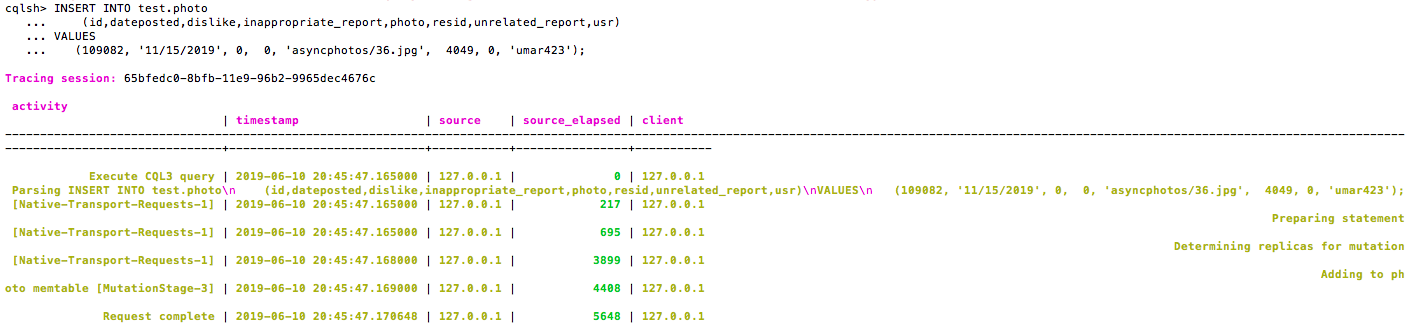 cqlsh> INSERT INTO test.photo
   ...     (id,dateposted,dislike,inappropriate_report,photo,resid,unrelated_report,usr)
   ... VALUES
   ...    (109082, '11/15/2019', 0,  0, 'asyncphotos/36.jpg',  4049, 0, 'umar423');
Tracing session: 65bfedc0-8bfb-11e9-96b2-9965dec4676c
activity
| timestamp | source | source_elapsed | client
--------------------------------------------------------------------------------------------------------------------------------------------------------------------------------------------------------
-------------------------------+----------------------------+-----------+----------------+-----------
Execute CQL3 query | 2019-06-10 20:45:47.165000 | 127.0.0.1 | 0 | 127.0.0.1
Parsing INSERT INTO test.photo\n    (id,dateposted,dislike,inappropriate_report,photo,resid,unrelated_report,usr)\nVALUES\n   (109082, '11/15/2019', 0,  0, 'asyncphotos/36.jpg',  4049, 0, 'umar423');
[Native-Transport-Requests-1] | 2019-06-10 20:45:47.165000 | 127.0.0.1 | 217 | 127.0.0.1
Preparing statement
[Native-Transport-Requests-1] | 2019-06-10 20:45:47.165000 | 127.0.0.1 | 695 | 127.0.0.1
Determining replicas for mutation
[Native-Transport-Requests-1] | 2019-06-10 20:45:47.168000 | 127.0.0.1 | 3899 | 127.0.0.1
Adding to ph
oto memtable [MutationStage-3] | 2019-06-10 20:45:47.169000 | 127.0.0.1 | 4408 | 127.0.0.1
Request complete | 2019-06-10 20:45:47.170648 | 127.0.0.1 | 5648 | 127.0.0.1